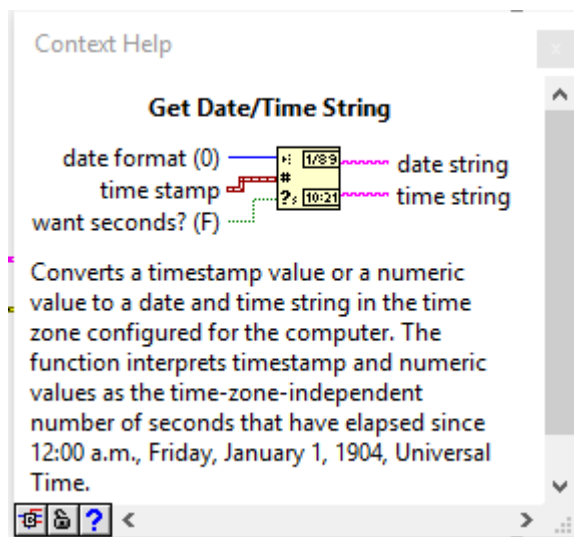 Context Help
x
Get Date/Time String
date format (0)
time stamp
want seconds? (F)
1/89
#
?s 10:21
date string
time string
Converts a timestamp value or a numeric
value to a date and time string in the time
zone configured for the computer. The
function interprets timestamp and numeric
values as the time-zone-independent
number of seconds that have elapsed since
12:00 a.m., Friday, January 1, 1904, Universal
Time.
?